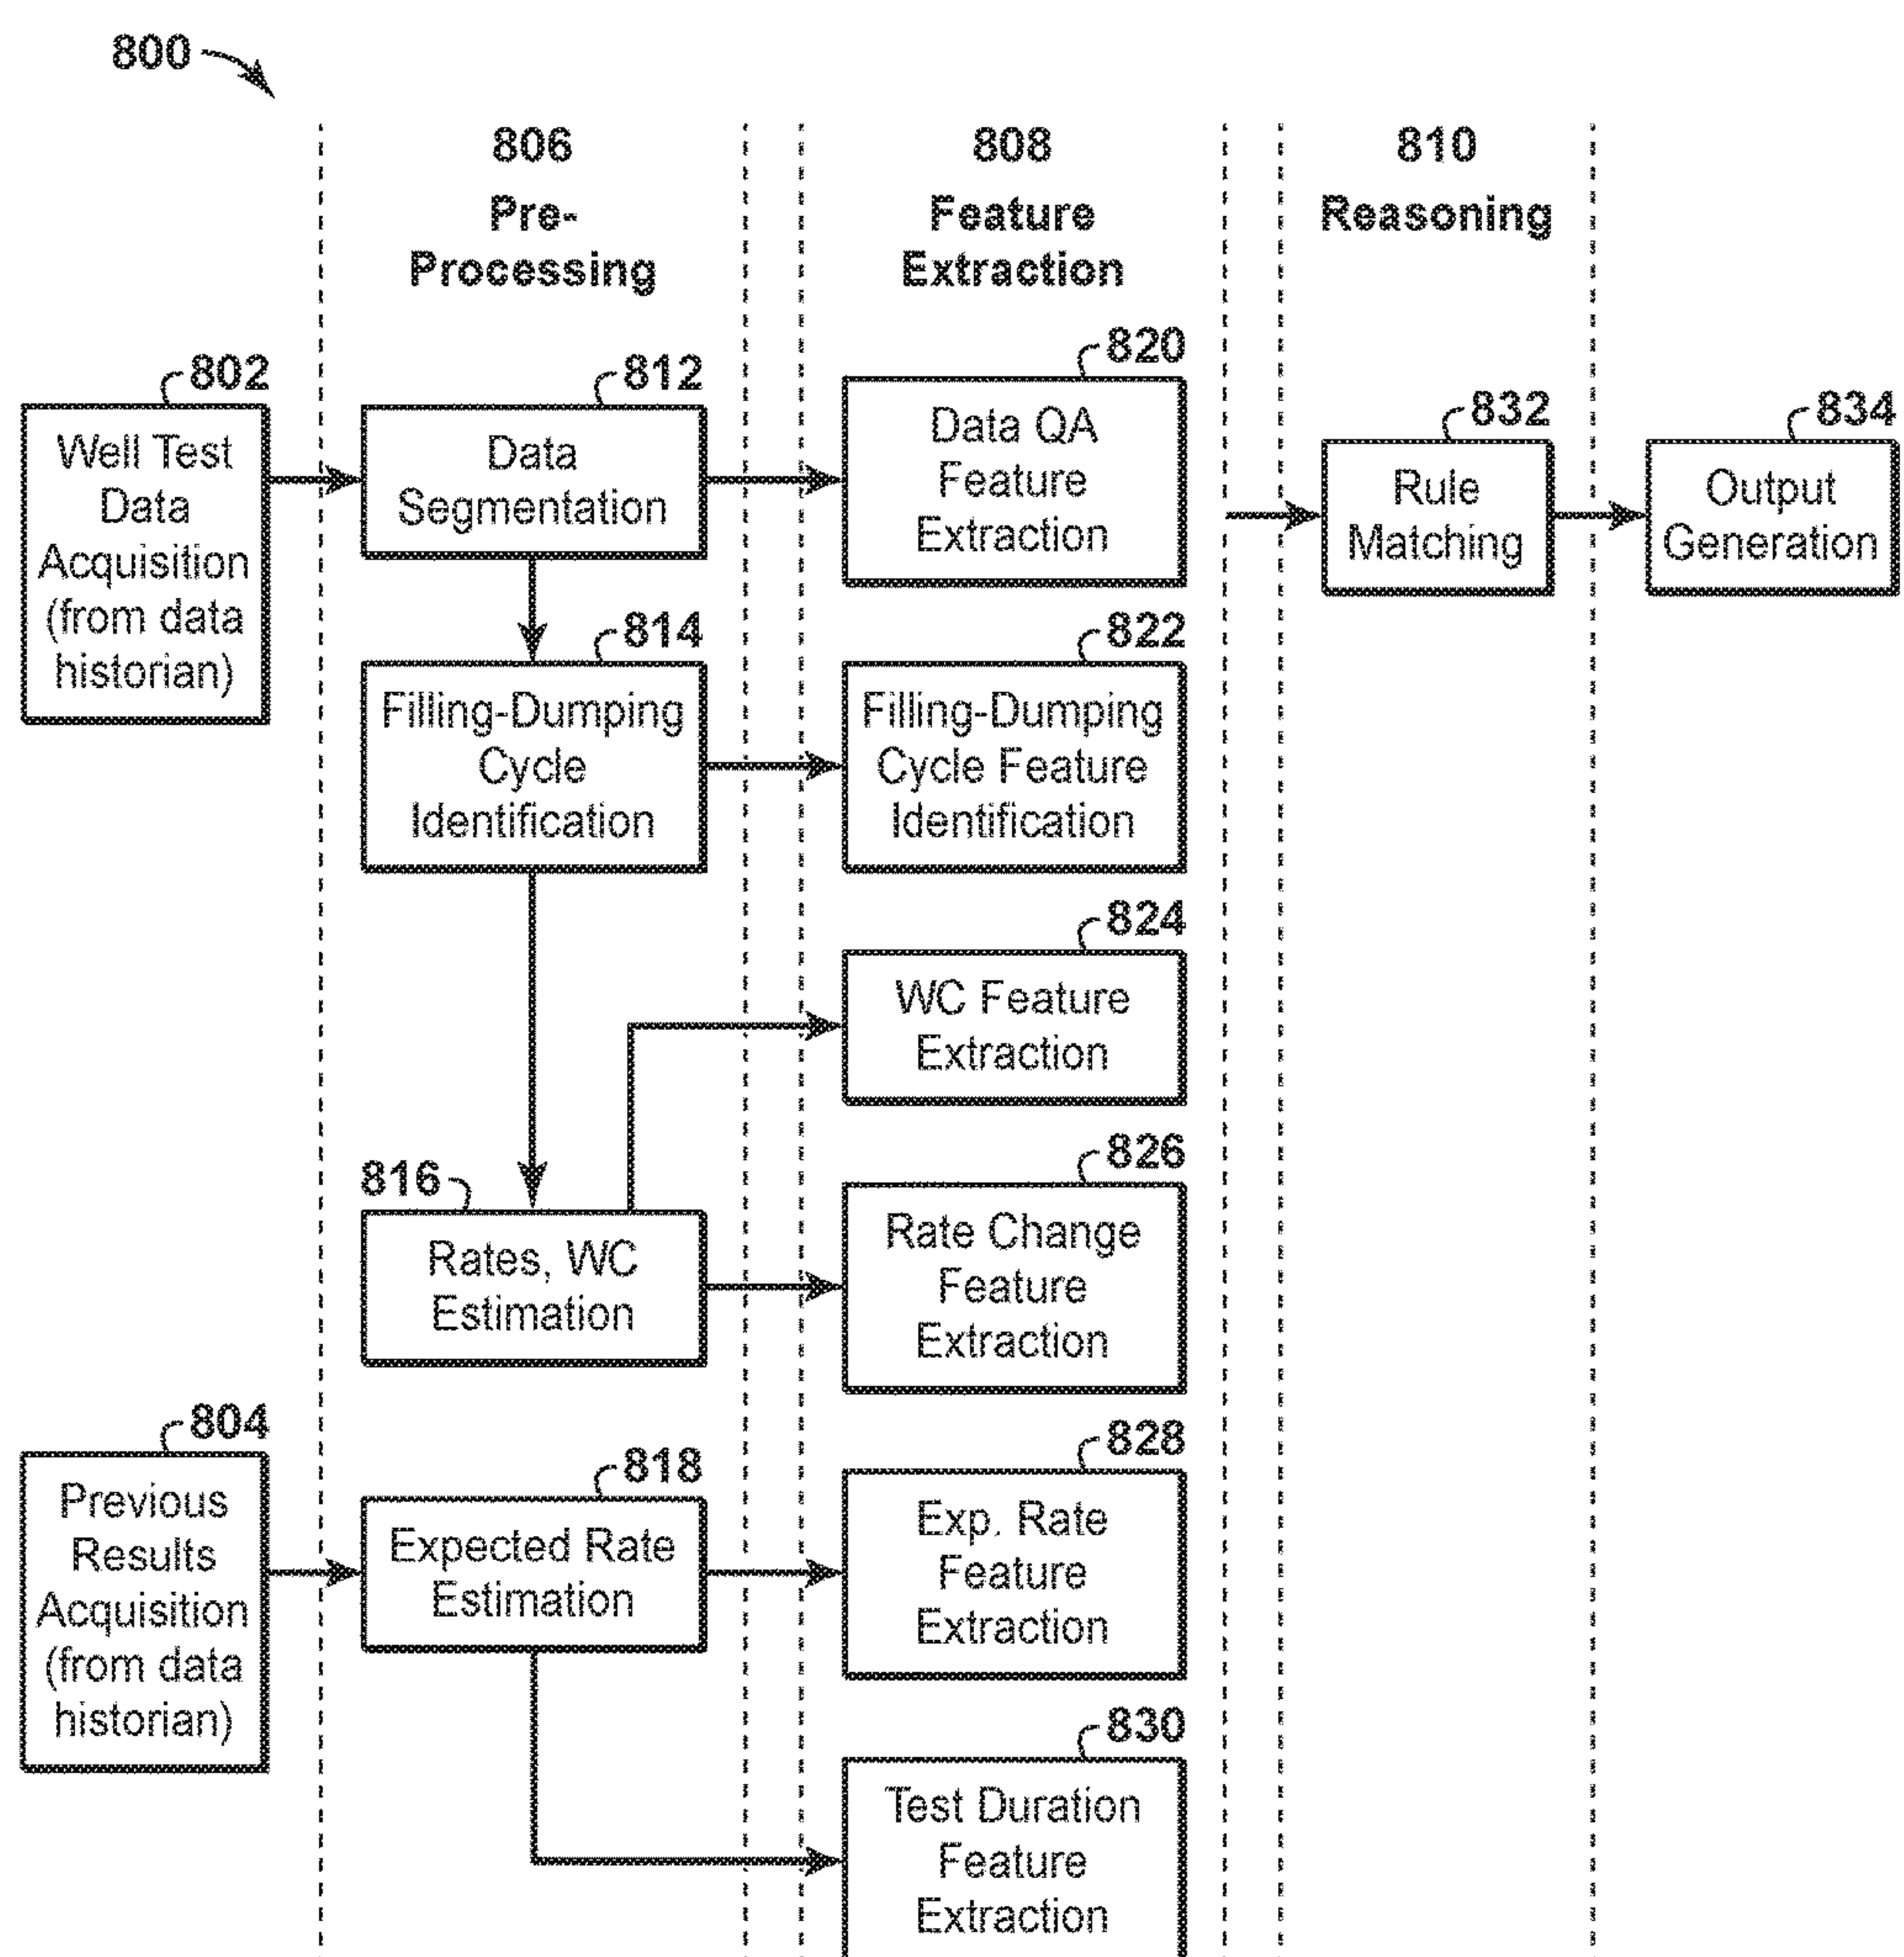 800
806
Pre-
Processing
808
Feature
Extraction
810
Reasoning
802
Well Test
Data
Acquisition
(from data
historian)
812
Data
Segmentation
820
Data QA
Feature
Extraction
832
Rule
Matching
834
Output
Generation
814
Filling-Dumping
Cycle
Identification
822
Filling-Dumping
Cycle Feature
Identification
824
WC Feature
Extraction
816
Rates, WC
Estimation
826
Rate Change
Feature
Extraction
804
Previous
Results
Acquisition
(from data
historian)
818
Expected Rate
Estimation
828
Exp. Rate
Feature
Extraction
830
Test Duration
Feature
Extraction